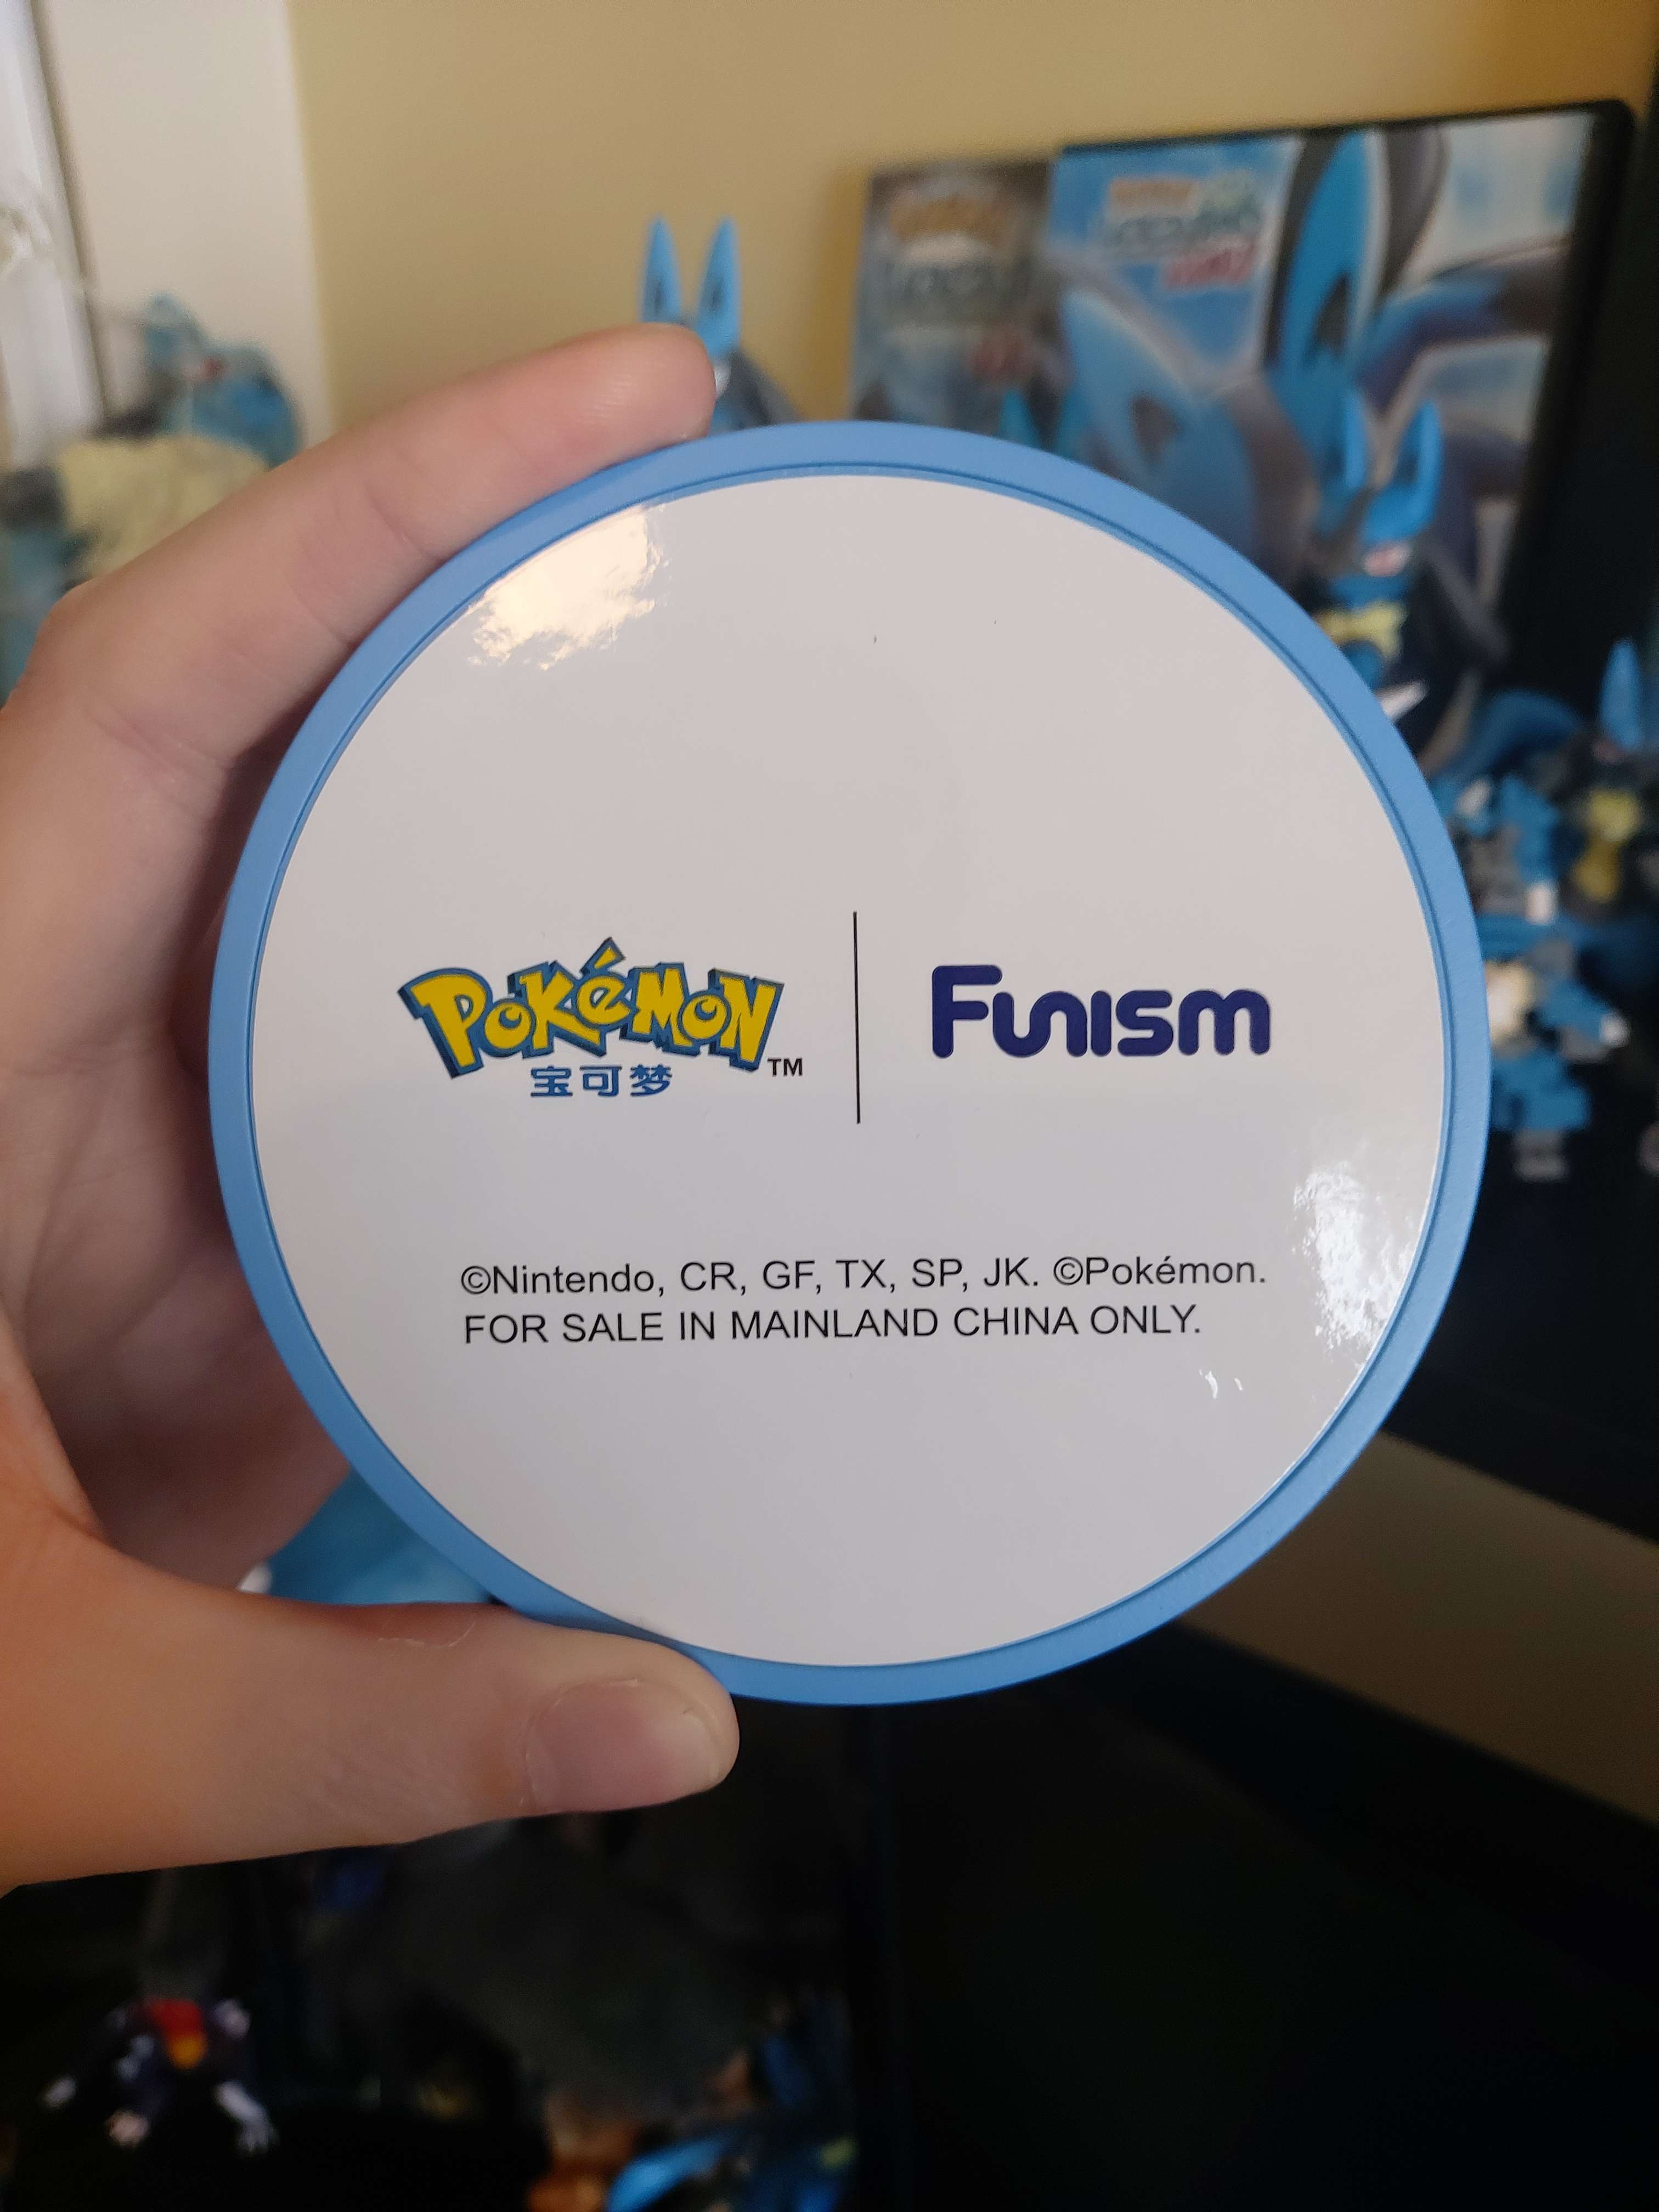 Pokémon TM
宝可梦
Funism
©Nintendo, CR, GF, TX, SP, JK. ©Pokémon.
FOR SALE IN MAINLAND CHINA ONLY.